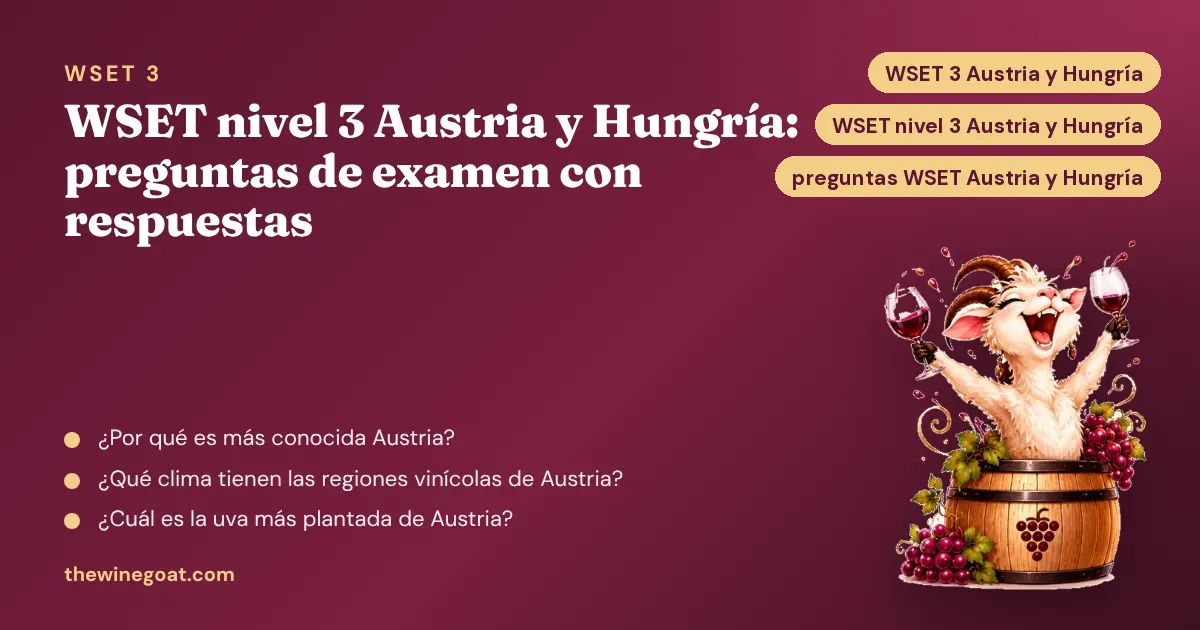 WSET 3
WSET nivel 3 Austria y Hungría:
preguntas de examen con
respuestas
WSET 3 Austria y Hungría
WSET nivel 3 Austria y Hungría
preguntas WSET Austria y Hungría
¿Por qué es más conocida Austria?
¿Qué clima tienen las regiones vinícolas de Austria?
¿Cuál es la uva más plantada de Austria?
thewinegoat.com